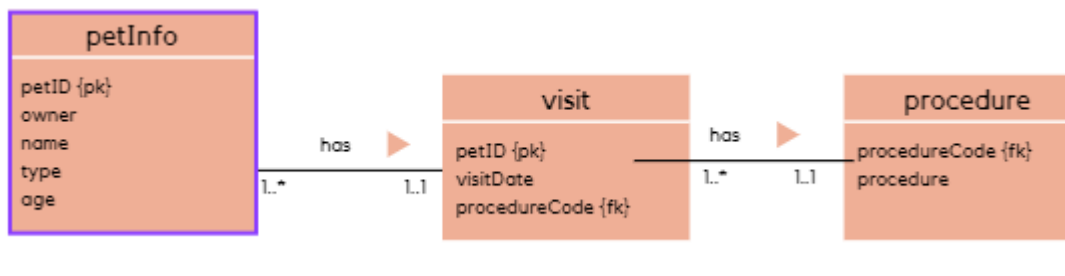 petInfo
petID {pk}
owner
name
type
age
has
1..*
1..1
visit
petID {pk}
visitDate
procedureCode {fk}
has
1..*
1..1
procedure
procedureCode {fk}
procedure